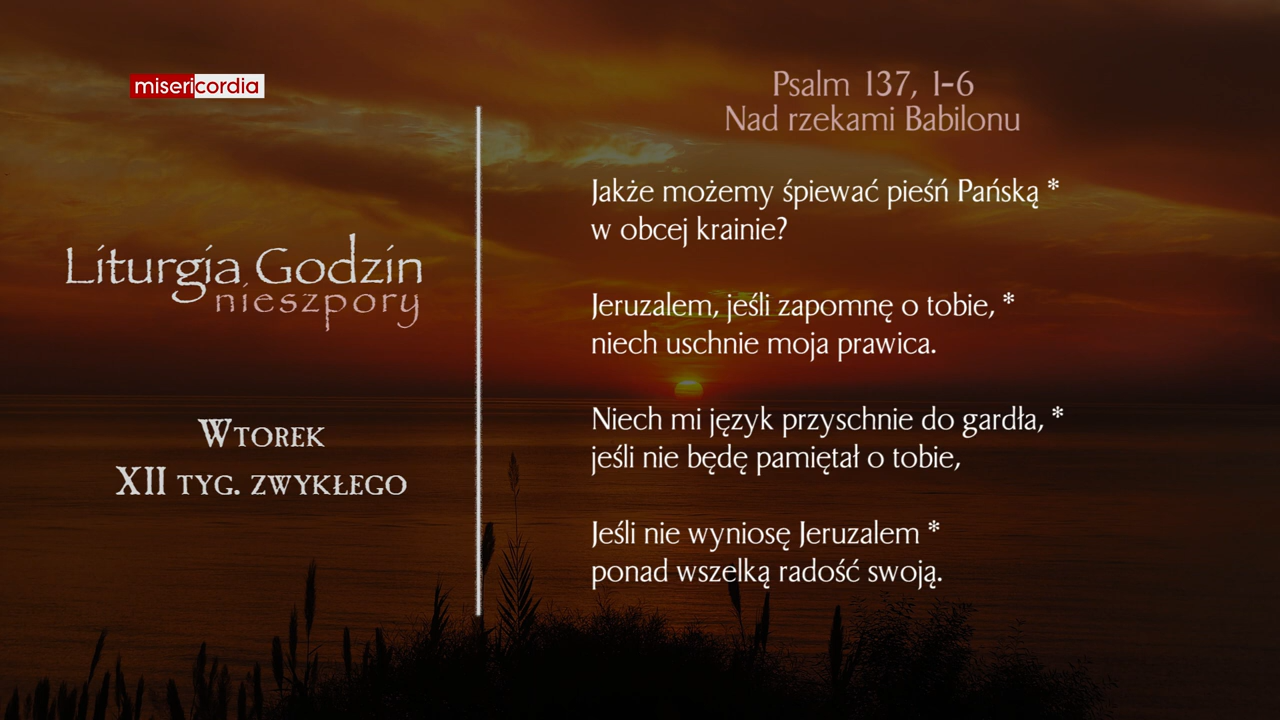 misericordia
Liturgia Godzin
nieszpory
Wtorek
XII tyg. zwykłego
Psalm 137, 1-6
Nad rzekami Babilonu
Jakże możemy śpiewać pieśń Pańską *
w obcej krainie?
Jeruzalem, jeśli zapomnę o tobie, *
niech uschnie moja prawica.
Niech mi język przyschnie do gardła, *
jeśli nie będę pamiętał o tobie,
Jeśli nie wyniosę Jeruzalem *
ponad wszelką radość swoją.